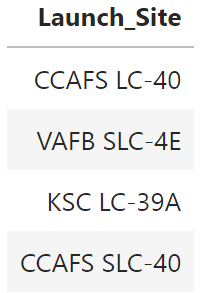 Launch_Site
CCAFS LC-40
VAFB SLC-4E
KSC LC-39A
CCAFS SLC-40